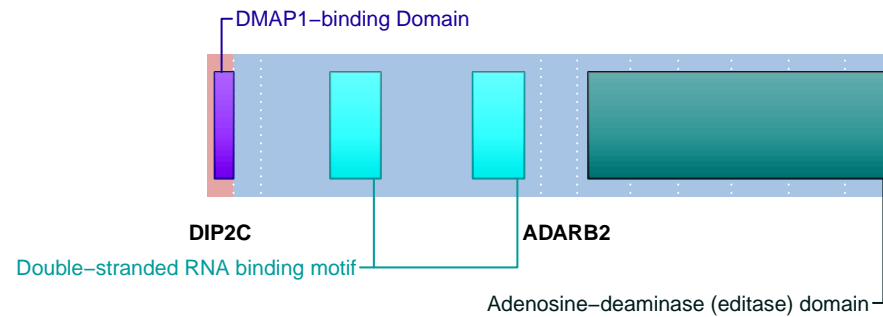 DMAP1−binding Domain
DIP2C
ADARB2
Double−stranded RNA binding motif
Adenosine−deaminase (editase) domain